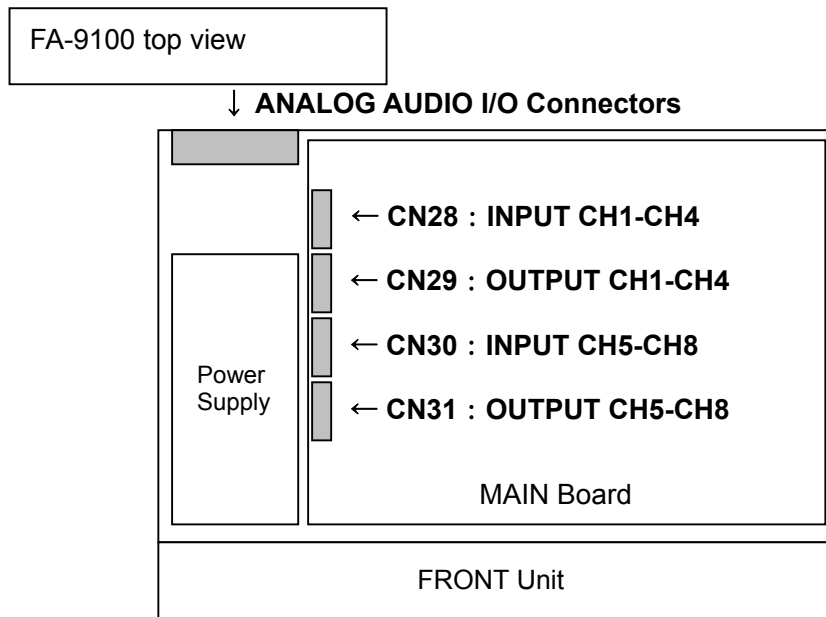 FA-9100 top view
↓ ANALOG AUDIO I/O Connectors
← CN28 : INPUT CH1-CH4
← CN29 : OUTPUT CH1-CH4
← CN30 : INPUT CH5-CH8
← CN31 : OUTPUT CH5-CH8
Power
Supply
MAIN Board
FRONT Unit